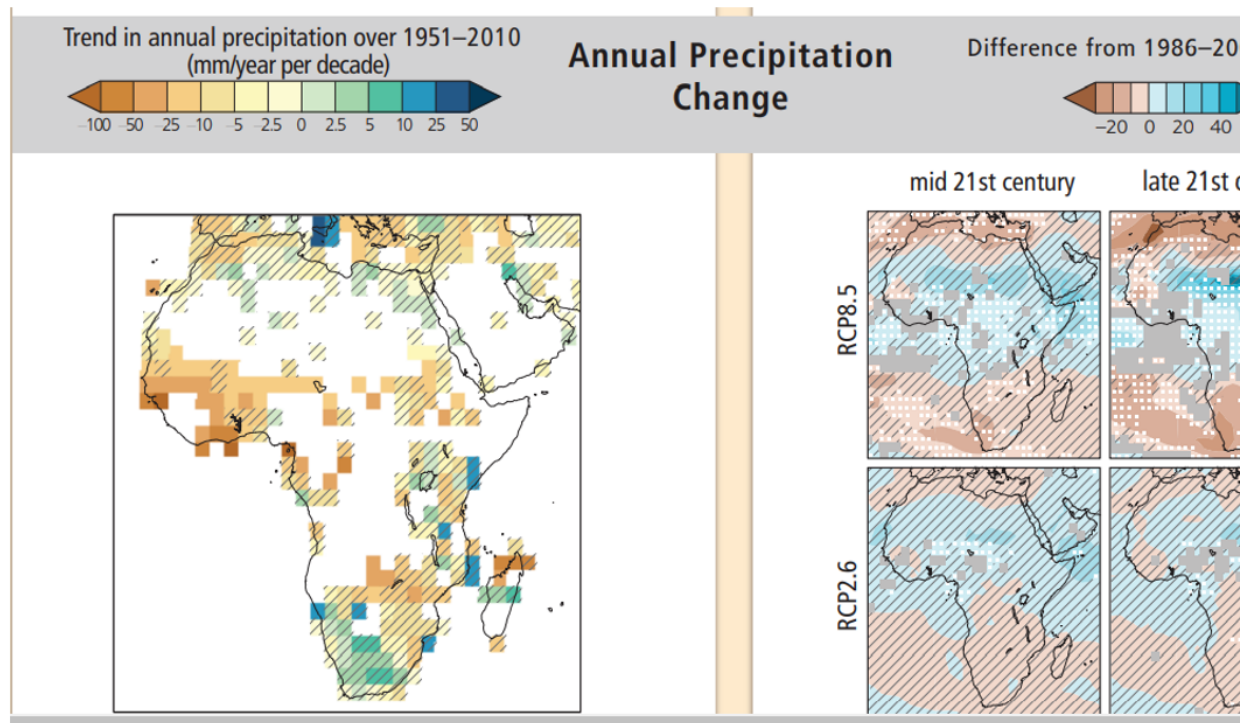 Trend in annual precipitation over 1951–2010
(mm/year per decade)
–100 –50 –25 –10 –5 –2.5 0 2.5 5 10 25 50
Annual Precipitation
Change
Difference from 1986–20
–20 0 20 40
mid 21st century
late 21st c
RCP8.5
RCP2.6